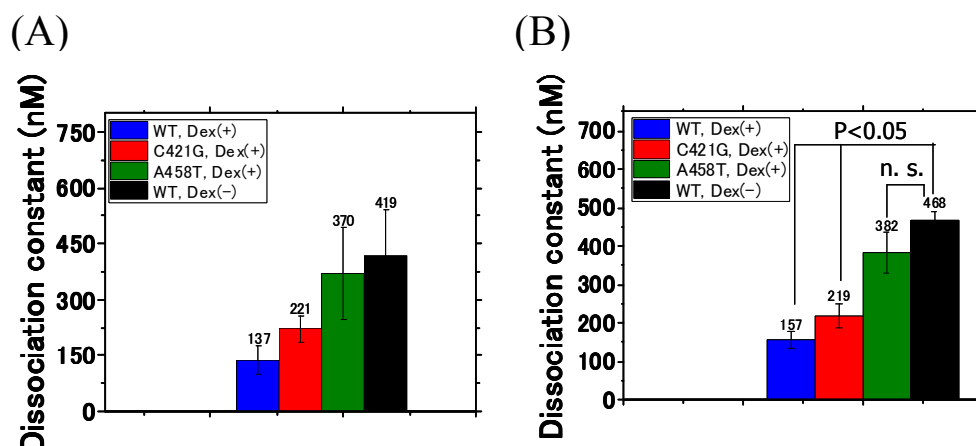 (A)
Dissociation constant (nM)
750
600
450
300
150
0
WT, Dex(+)
C421G, Dex(+)
A458T, Dex(+)
WT, Dex(-)
137
221
370
419
(B)
Dissociation constant (nM)
700
600
500
400
300
200
100
0
WT, Dex(+)
C421G, Dex(+)
A458T, Dex(+)
WT, Dex(-)
P<0.05
n. s.
157
219
382
468